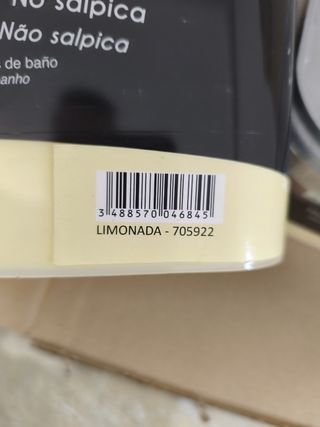 No salpica
Não salpica
s de baño
anho
3 488570 046845
LIMONADA - 705922